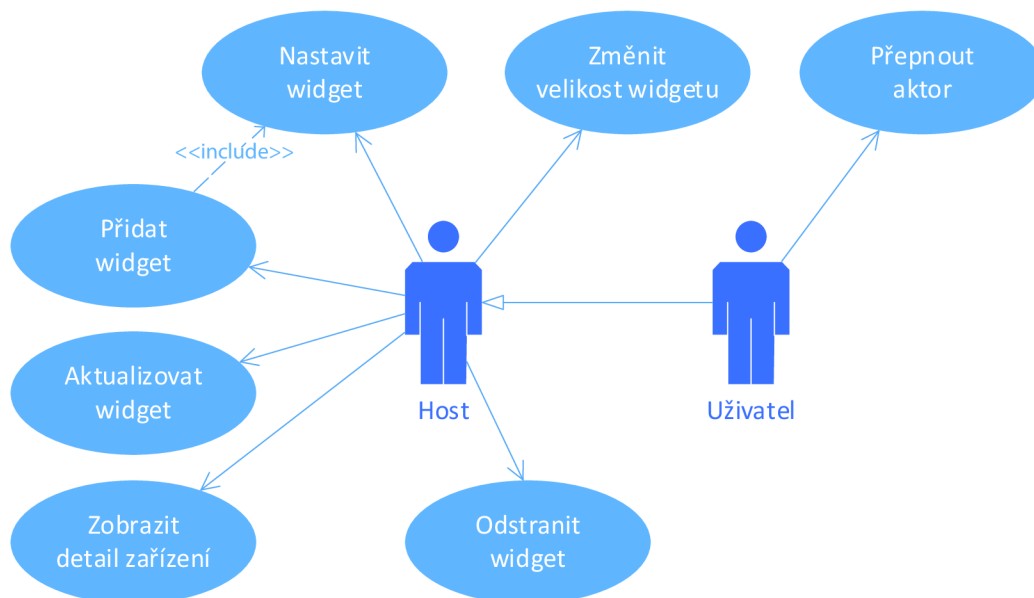 Nastavit
widget
Změnit
velikost widgetu
Přepnout
aktor
<<include>>
Přidat
widget
Aktualizovat
widget
Host
Uživatel
Zobrazit
detail zařízení
Odstranit
widget